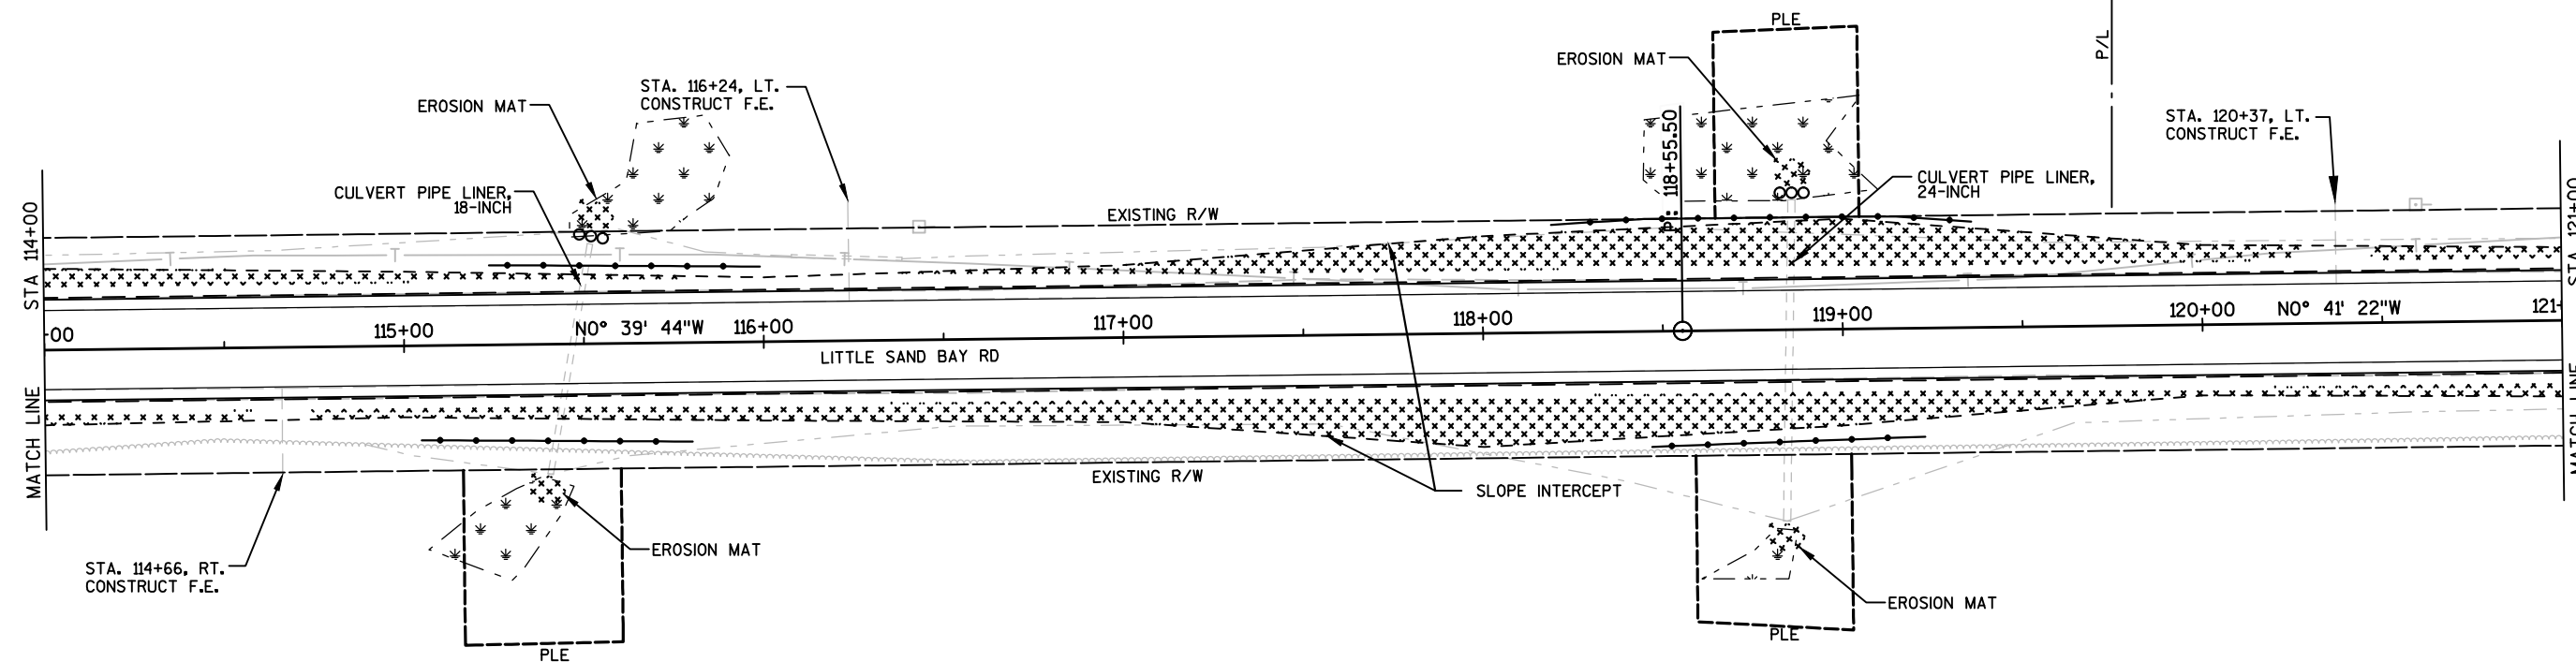 PLE
P/L
EROSION MAT
STA. 116+24, LT.
CONSTRUCT F.E.
EROSION MAT
STA. 120+37, LT.
CONSTRUCT F.E.
CULVERT PIPE LINER,
18-INCH
118+55.50
CULVERT PIPE LINER,
24-INCH
EXISTING R/W
STA 114+00
STA 121+00
+00
115+00
N0° 39' 44"W
116+00
117+00
118+00
119+00
120+00
N0° 41' 22"W
121+
LITTLE SAND BAY RD
MATCH LINE
MATCH LINE
EXISTING R/W
SLOPE INTERCEPT
EROSION MAT
STA. 114+66, RT.
CONSTRUCT F.E.
EROSION MAT
PLE
PLE